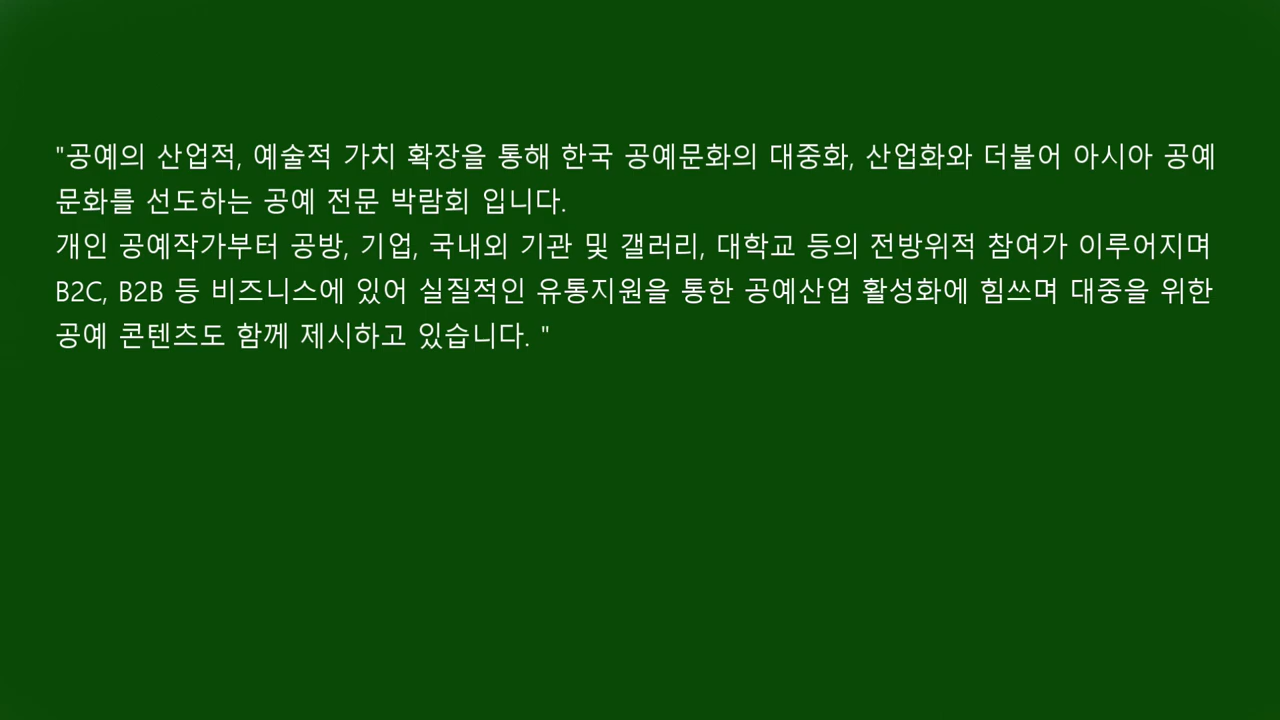 "공예의 산업적, 예술적 가치 확장을 통해 한국 공예문화의 대중화, 산업화와 더불어 아시아 공예
문화를 선도하는 공예 전문 박람회 입니다.
개인 공예작가부터 공방, 기업, 국내외 기관 및 갤러리, 대학교 등의 전방위적 참여가 이루어지며
B2C, B2B 등 비즈니스에 있어 실질적인 유통지원을 통한 공예산업 활성화에 힘쓰며 대중을 위한
공예 콘텐츠도 함께 제시하고 있습니다. "